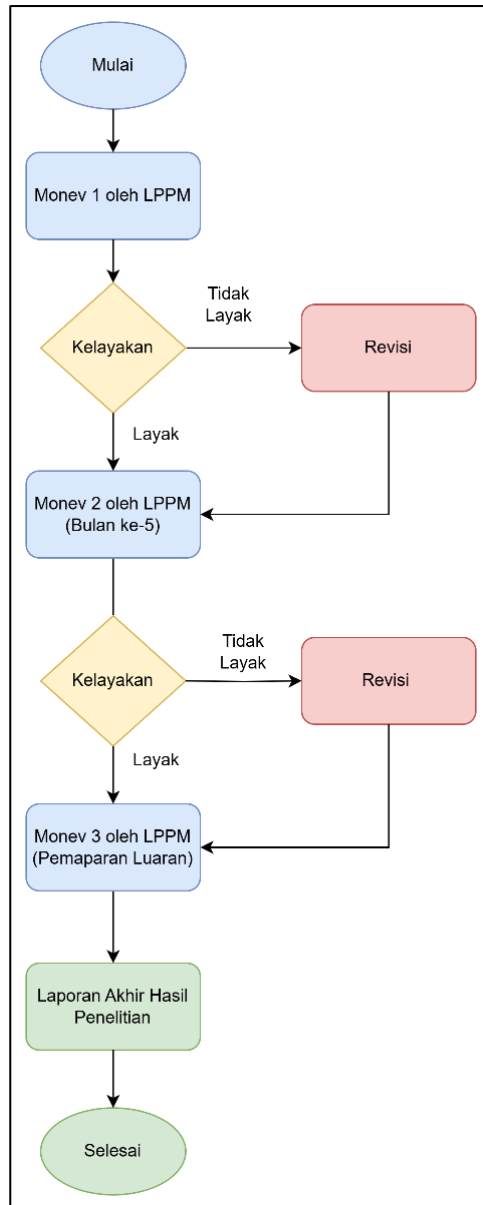 Mulai
Monev 1 oleh LPPM
Tidak
Layak
Kelayakan
Revisi
Layak
Monev 2 oleh LPPM
(Bulan ke-5)
Tidak
Layak
Kelayakan
Revisi
Layak
Monev 3 oleh LPPM
(Pemaparan Luaran)
Laporan Akhir Hasil
Penelitian
Selesai